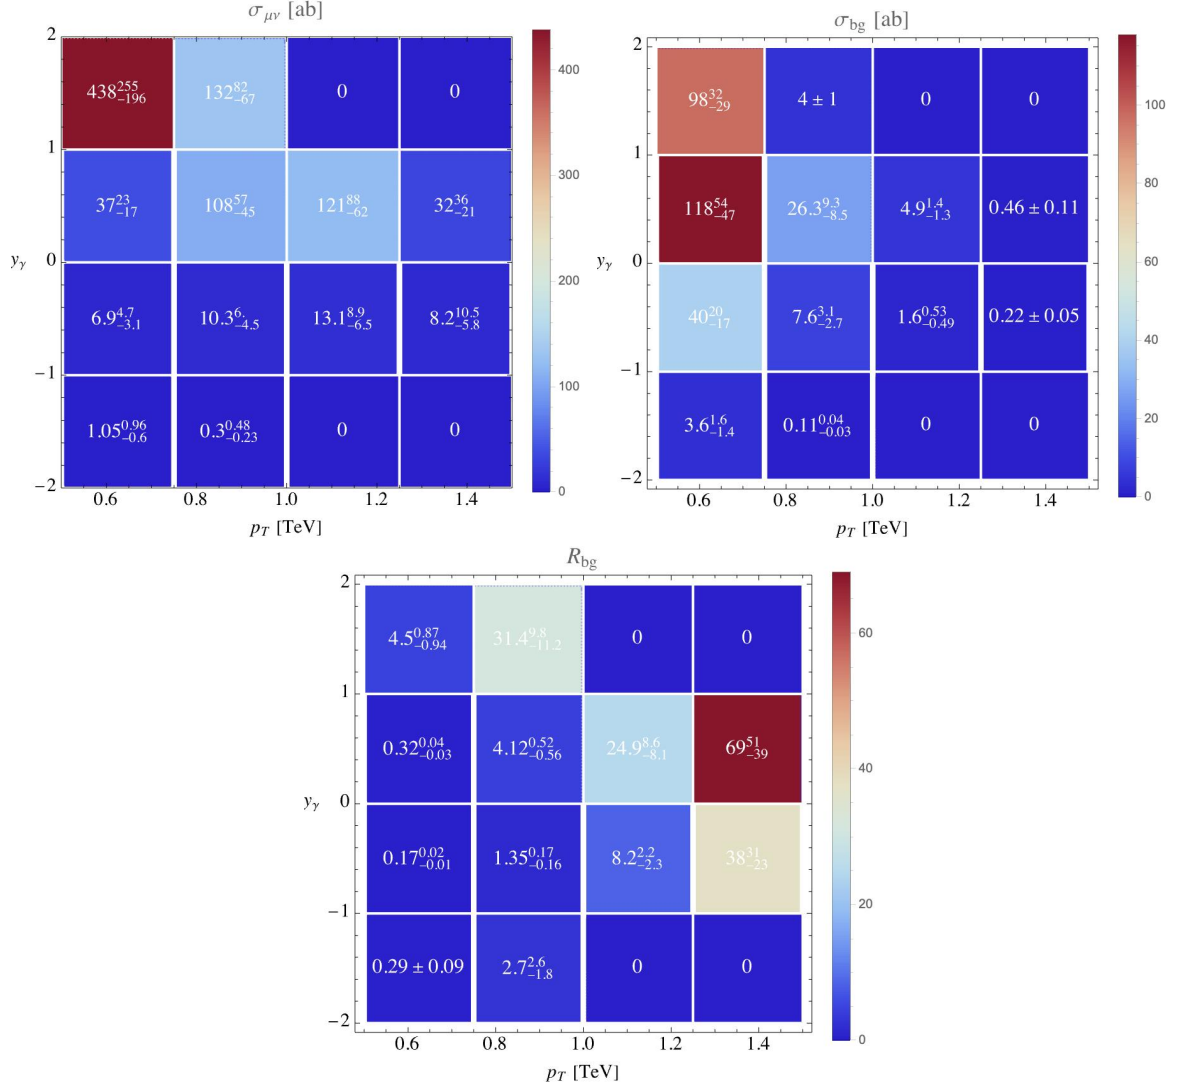 σ_{μν} [ab]
2
438^{255}_{-196} 132^{82}_{-67} 0 0
400
1
300
37^{23}_{-17} 108^{57}_{-45} 121^{88}_{-62} 32^{36}_{-21}
y_γ 0
200
6.9^{4.7}_{-3.1} 10.3^{6.}_{-4.5} 13.1^{8.9}_{-6.5} 8.2^{10.5}_{-5.8}
−1
100
1.05^{0.96}_{-0.6} 0.3^{0.48}_{-0.23} 0 0
−2 0
0.6 0.8 1.0 1.2 1.4
p_T [TeV]
σ_{bg} [ab]
2
98^{32}_{-29} 4 ± 1 0 0
100
1
80
118^{54}_{-47} 26.3^{9.3}_{-8.5} 4.9^{1.4}_{-1.3} 0.46 ± 0.11
y_γ 0
60
40^{20}_{-17} 7.6^{3.1}_{-2.7} 1.6^{0.53}_{-0.49} 0.22 ± 0.05
40
−1
20
3.6^{1.6}_{-1.4} 0.11^{0.04}_{-0.03} 0 0
−2 0
0.6 0.8 1.0 1.2 1.4
p_T [TeV]
R_{bg}
2
4.5^{0.87}_{-0.94} 31.4^{9.8}_{-11.2} 0 0
60
1
0.32^{0.04}_{-0.03} 4.12^{0.52}_{-0.56} 24.9^{8.6}_{-8.1} 69^{51}_{-39}
40
y_γ 0
0.17^{0.02}_{-0.01} 1.35^{0.17}_{-0.16} 8.2^{2.2}_{-2.3} 38^{31}_{-23}
20
−1
0.29 ± 0.09 2.7^{2.6}_{-1.8} 0 0
−2 0
0.6 0.8 1.0 1.2 1.4
p_T [TeV]